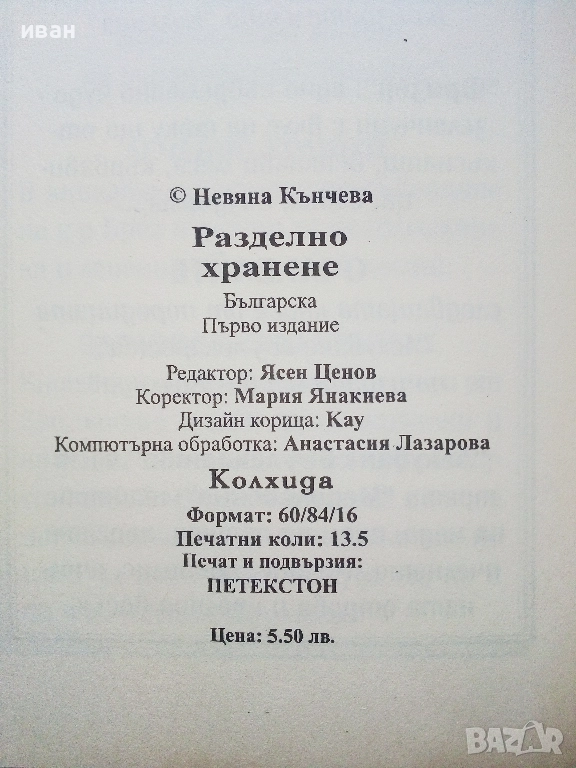 иван
© Невяна Кънчева
Разделно
хранене
Българска
Първо издание
Редактор: Ясен Ценов
Коректор: Мария Янакиева
Дизайн корица: Кау
Компютърна обработка: Анастасия Лазарова
Колхида
Формат: 60/84/16
Печатни коли: 13.5
Печат и подвързия:
ПЕТЕКСТОН
Цена: 5.50 лв.
BAZAR